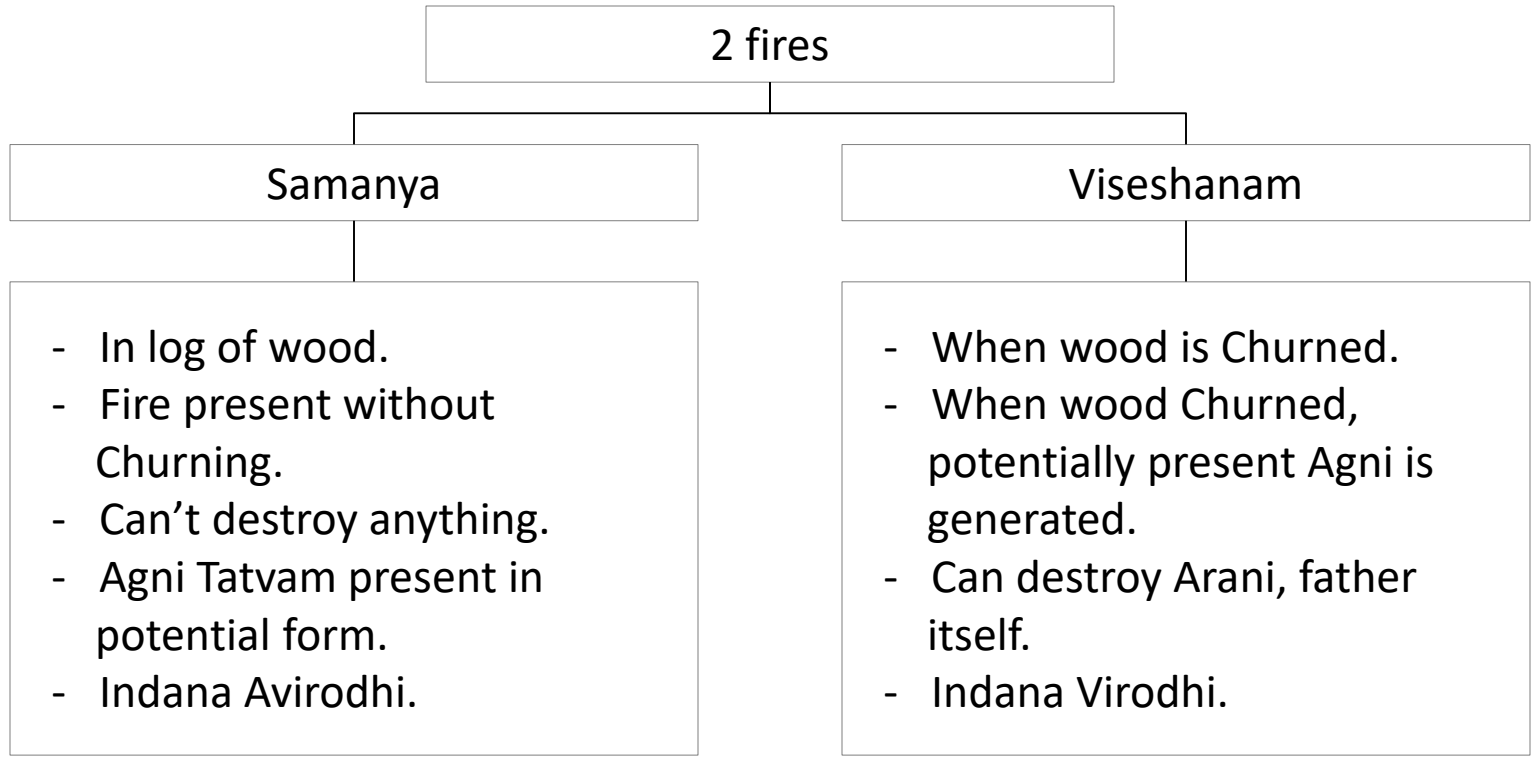 2 fires
Samanya
- In log of wood.
- Fire present without
Churning.
- Can’t destroy anything.
- Agni Tatvam present in
potential form.
- Indana Avirodhi.
Viseshanam
- When wood is Churned.
- When wood Churned,
potentially present Agni is
generated.
- Can destroy Arani, father
itself.
- Indana Virodhi.